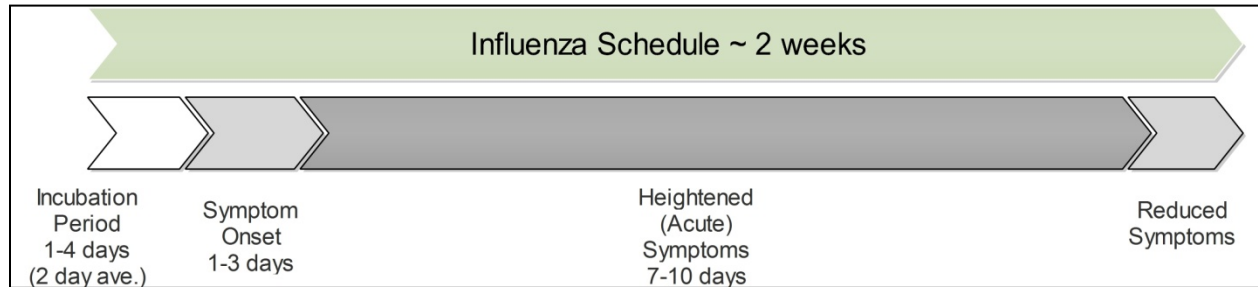 Influenza Schedule ~ 2 weeks
Incubation
Period
1-4 days
(2 day ave.)
Symptom
Onset
1-3 days
Heightened
(Acute)
Symptoms
7-10 days
Reduced
Symptoms